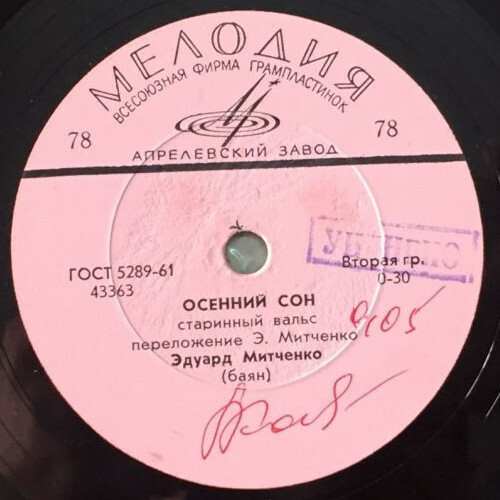 МЕЛОДИЯ
ВСЕСОЮЗНАЯ ФИРМА ГРАМПЛАСТИНОК
78 78
АПРЕЛЕВСКИЙ ЗАВОД
ГОСТ 5289-61 Вторая гр.
43363 0-30
ОСЕННИЙ СОН
старинный вальс
переложение Э. Митченко 905
Эдуард Митченко
(баян)